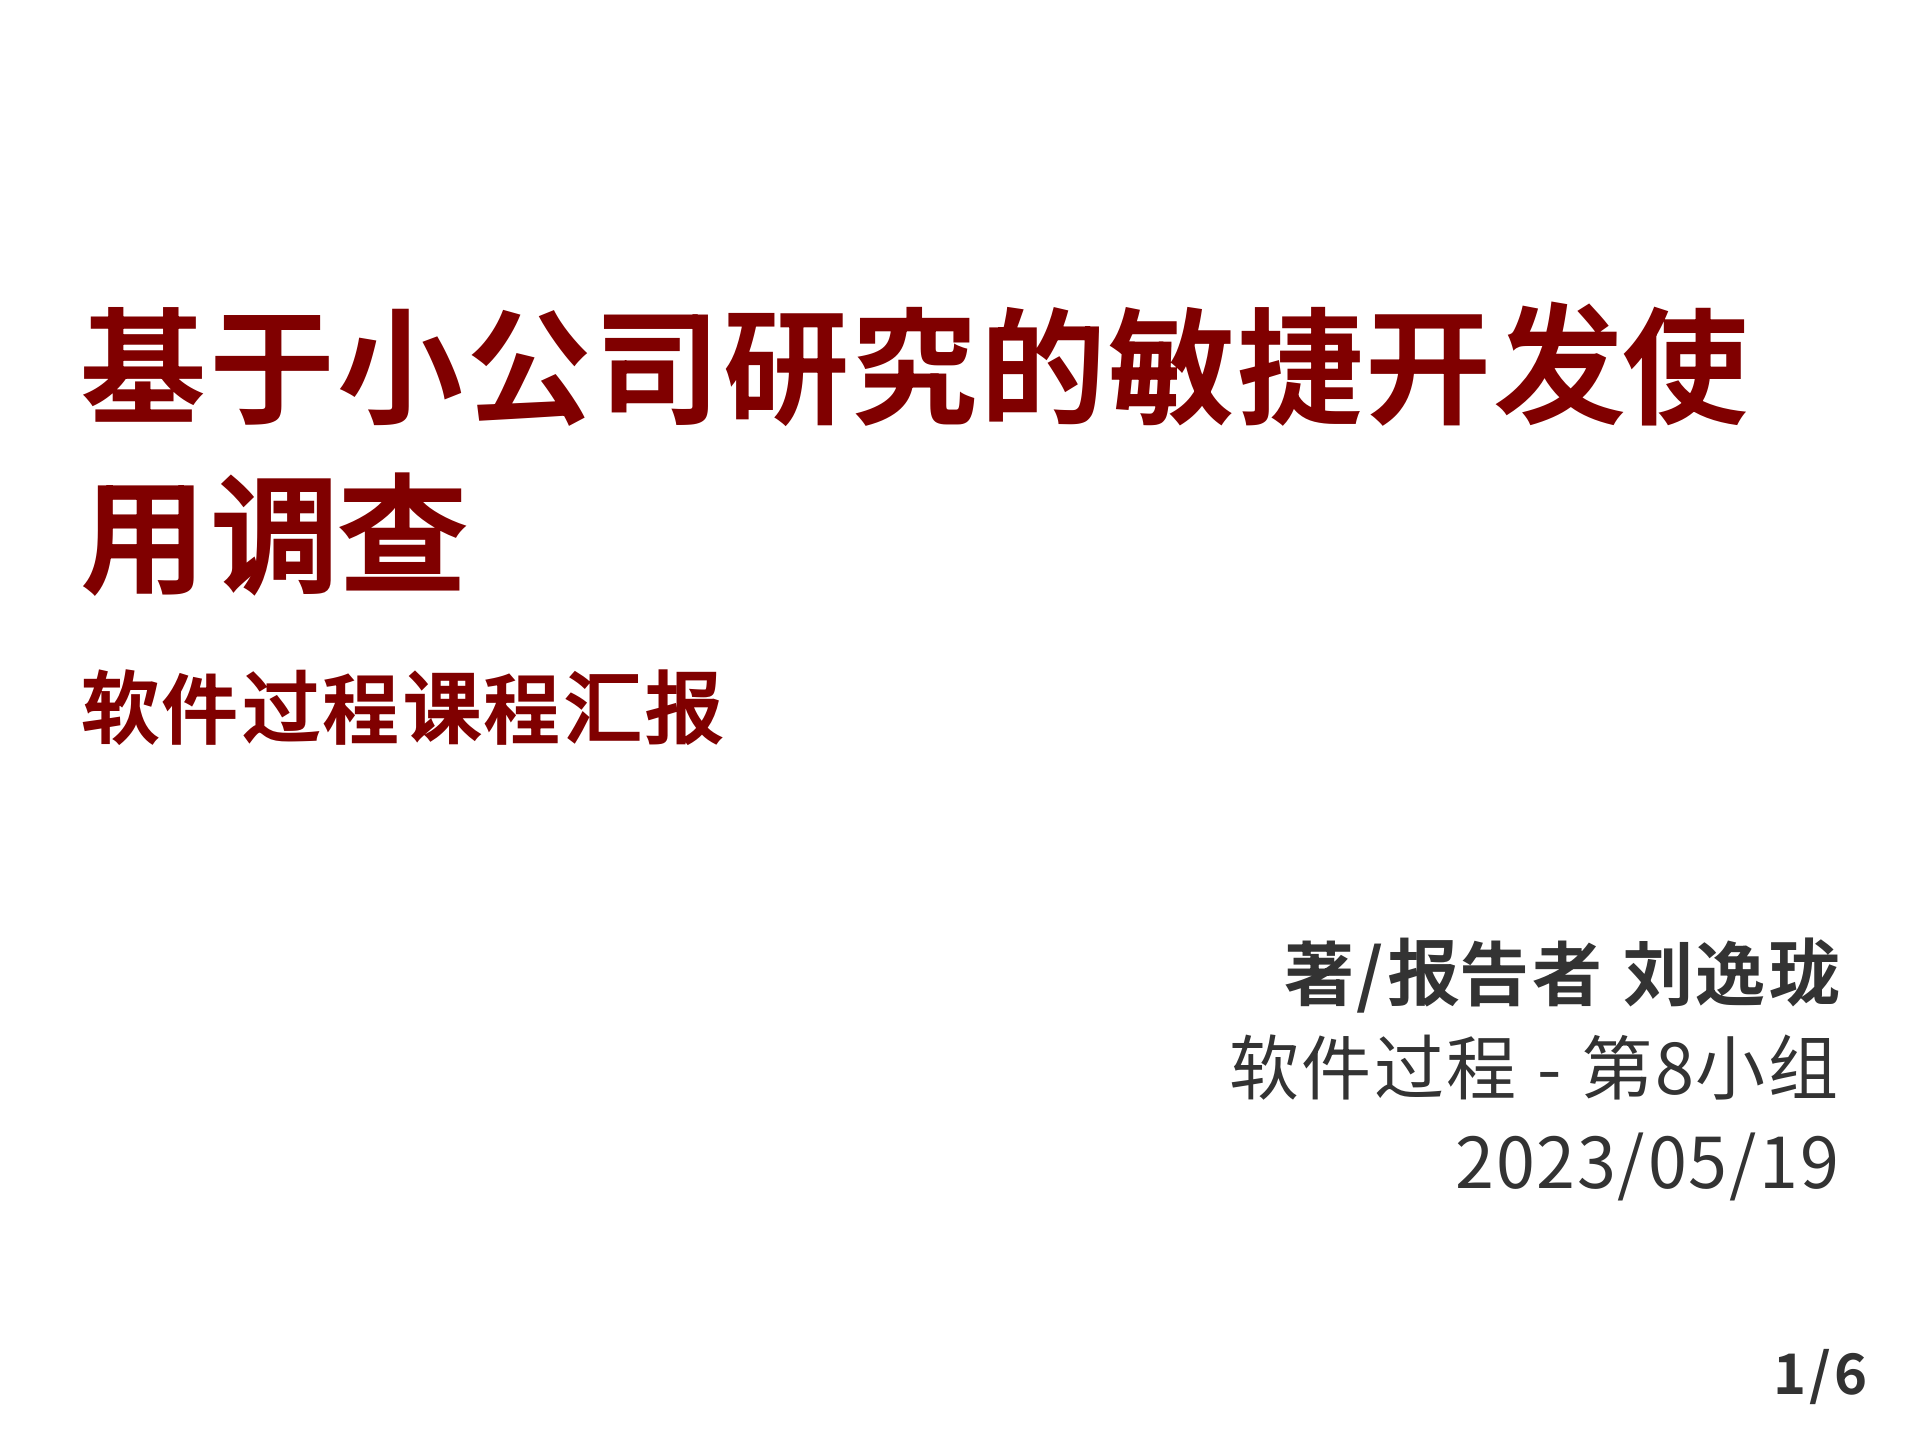 基于小公司研究的敏捷开发使
用调查
软件过程课程汇报
著/报告者 刘逸珑
软件过程 - 第8小组
2023/05/19
1/6